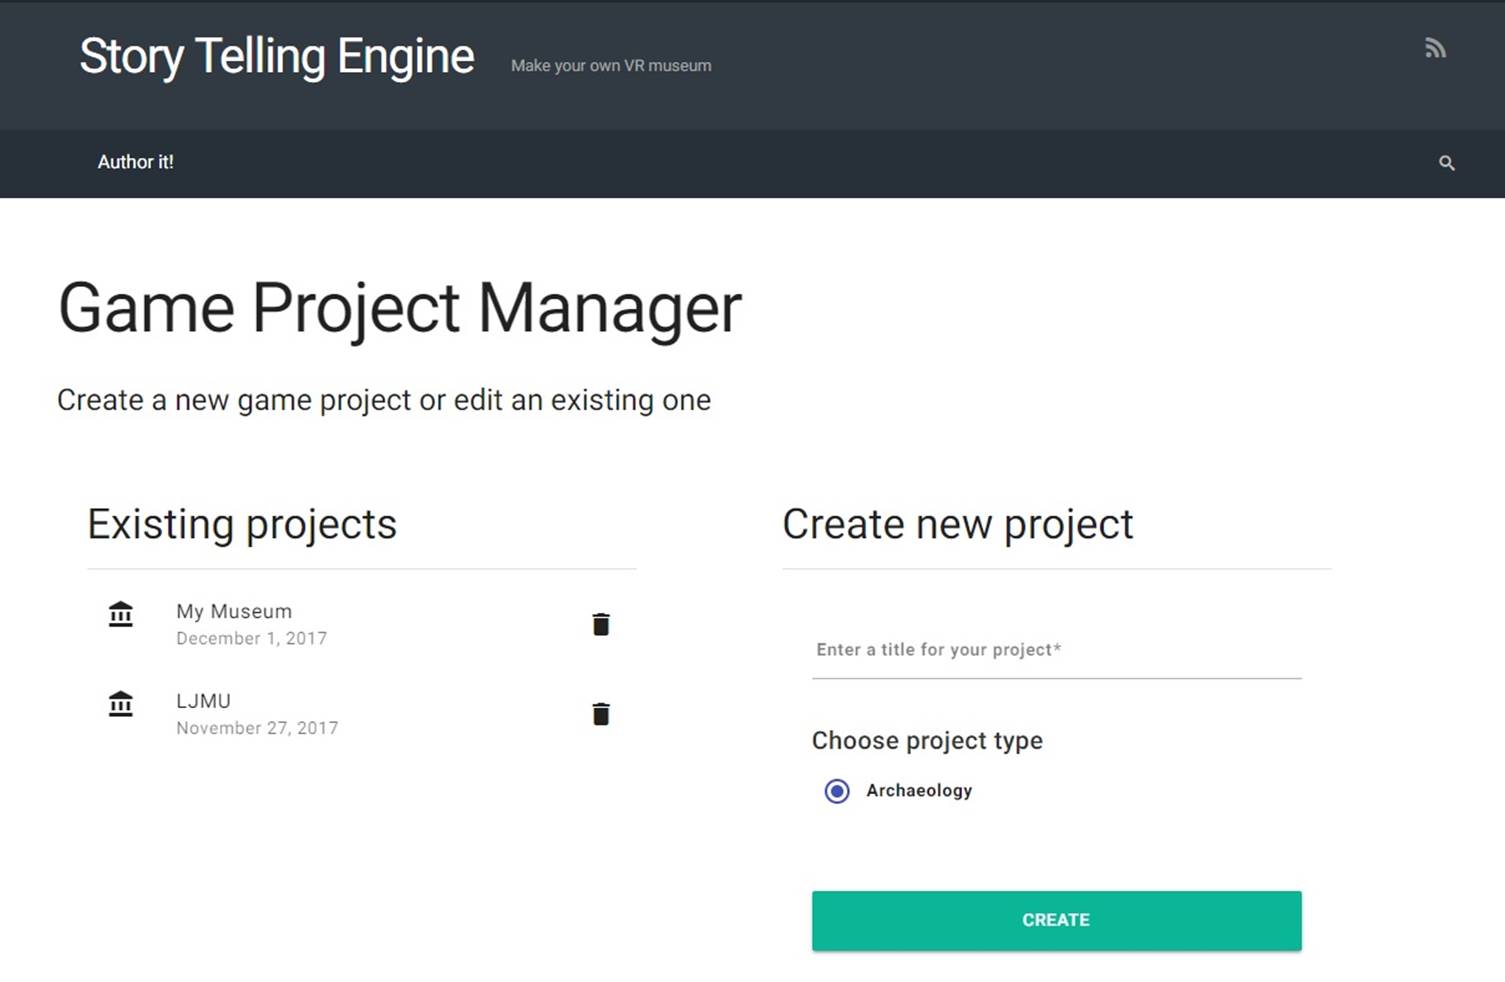 Story Telling Engine
Make your own VR museum
Author it!
Game Project Manager
Create a new game project or edit an existing one
Existing projects
My Museum
December 1, 2017
LJMU
November 27, 2017
Create new project
Enter a title for your project*
Choose project type
Archaeology
CREATE